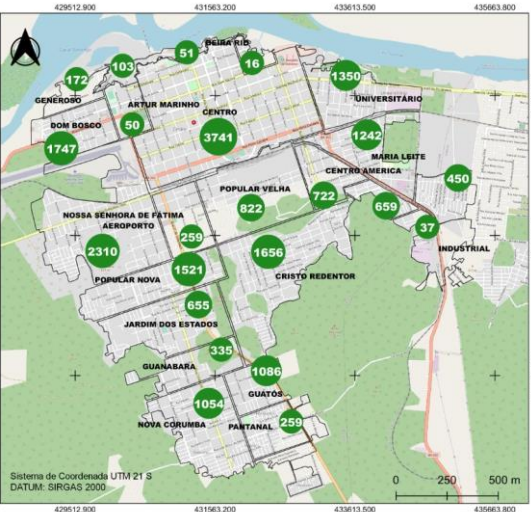 429512.900 431563.200 433613.500 435663.800
BEIRA RIO
51
103
16
172
1350
GENEROSO
ARTUR MARINHO
UNIVERSITÁRIO
CENTRO
DOM BOSCO
50
3741
1242
1747
MARIA LEITE
CENTRO AMERICA
450
POPULAR VELHA
722
659
822
NOSSA SENHORA DE FÁTIMA
AEROPORTO
37
259
2310
1656
INDUSTRIAL
1521
CRISTO REDENTOR
POPULAR NOVA
655
JARDIM DOS ESTADOS
335
GUANABARA
1086
GUATÓS
1054
NOVA CORUMBA
PANTANAL
259
Sistema de Coordenada UTM 21 S
DATUM: SIRGAS 2000
0 250 500 m
429512.900 431563.200 433613.500 435663.800